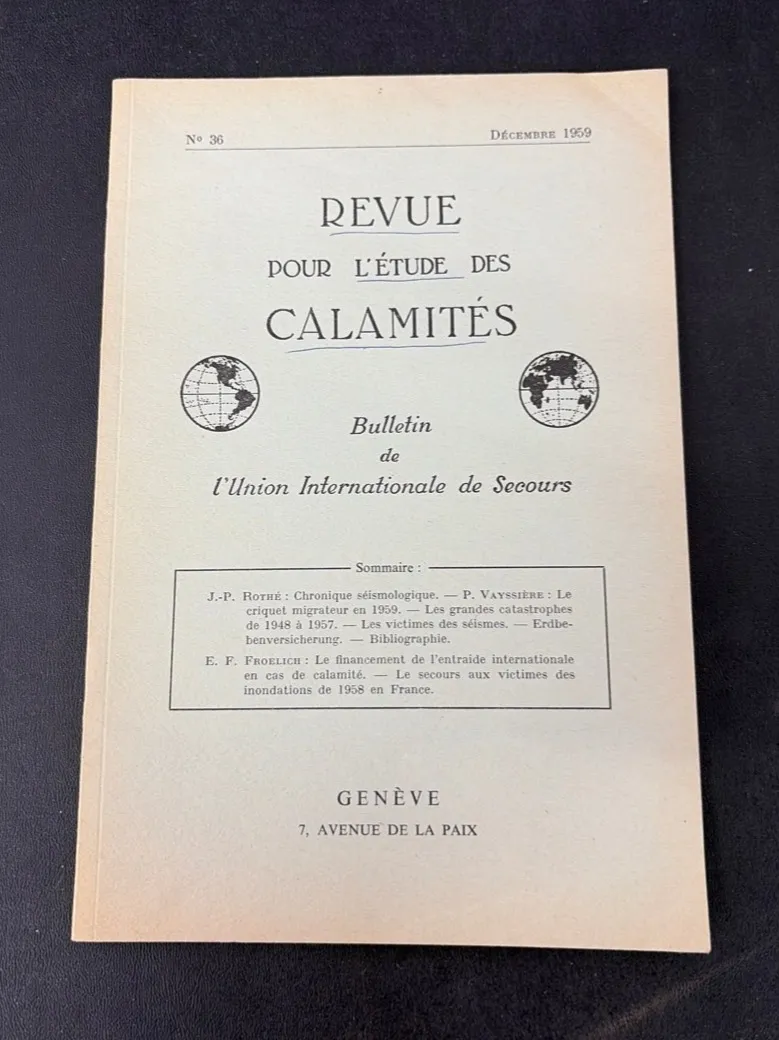 Nº 36
DÉCEMBRE 1959
REVUE
POUR L'ÉTUDE DES
CALAMITÉS
Bulletin
de
l'Union Internationale de Secours
Sommaire :
J.-P. ROTHÉ : Chronique séismologique. — P. VAYSSIÈRE : Le
criquet migrateur en 1959. — Les grandes catastrophes
de 1948 à 1957. — Les victimes des séismes. — Erdbe-
benversicherung. — Bibliographie.
E. F. FROELICH : Le financement de l'entraide internationale
en cas de calamité. — Le secours aux victimes des
inondations de 1958 en France.
GENÈVE
7, AVENUE DE LA PAIX